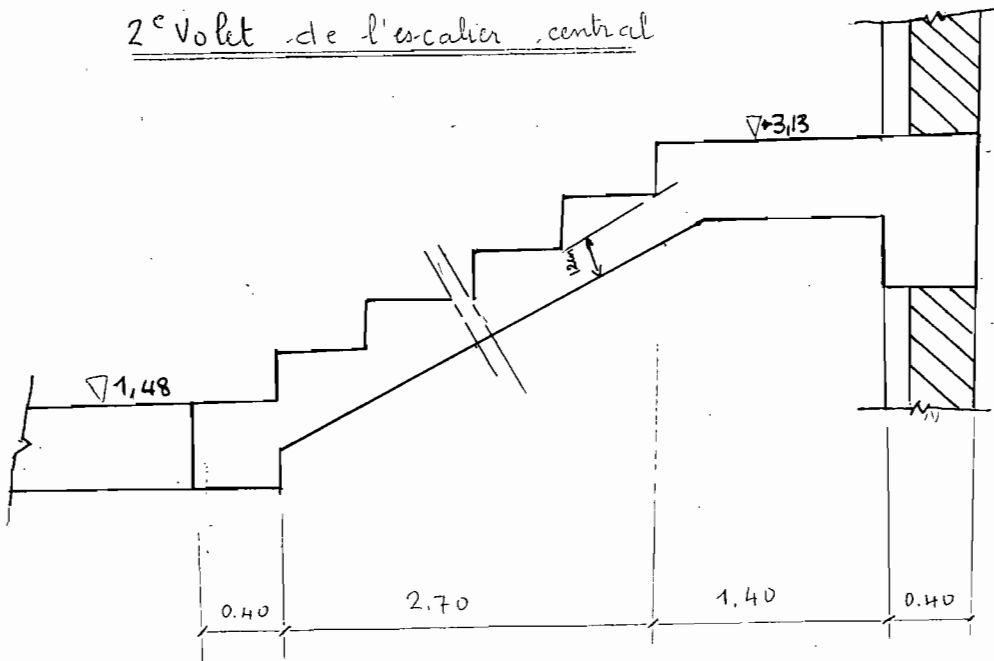 2e Volet de l'escalier central
+3,13
12cm
1,48
0.40 2.70 1,40 0.40